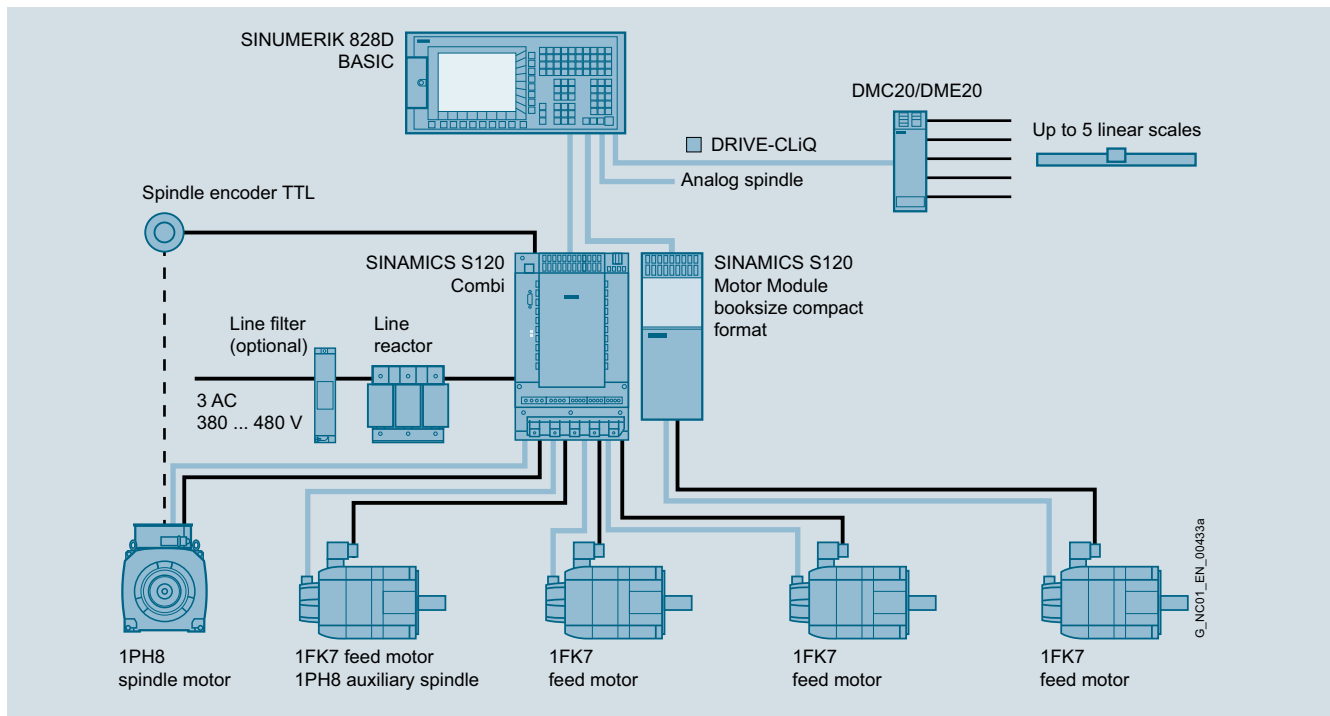 SINUMERIK 828D
BASIC
DMC20/DME20
Up to 5 linear scales
DRIVE-CLiQ
Analog spindle
Spindle encoder TTL
SINAMICS S120
Combi
SINAMICS S120
Motor Module
booksize compact
format
Line filter
(optional)
Line
reactor
3 AC
380 ... 480 V
G_NC01_EN_00433a
1PH8
spindle motor
1FK7 feed motor
1PH8 auxiliary spindle
1FK7
feed motor
1FK7
feed motor
1FK7
feed motor